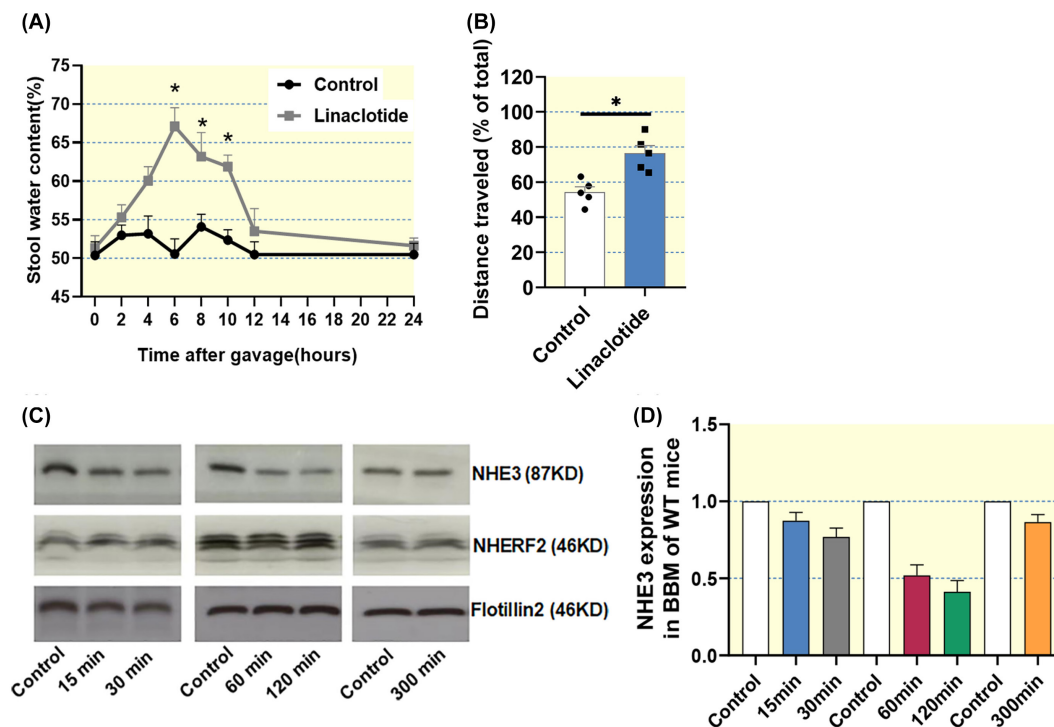 (A)
75
70
65
60
55
50
45
Stool water content(%)
Control
Linaclotide
*
*
*
0 2 4 6 8 10 12 14 16 18 20 22 24
Time after gavage(hours)
(B)
120
100
80
60
40
20
0
Distance traveled (% of total)
*
Control
Linaclotide
(C)
NHE3 (87KD)
NHERF2 (46KD)
Flotillin2 (46KD)
Control
15 min
30 min
Control
60 min
120 min
Control
300 min
(D)
1.5
1.0
0.5
0.0
NHE3 expression
in BBM of WT mice
Control
15min
30min
Control
60min
120min
Control
300min